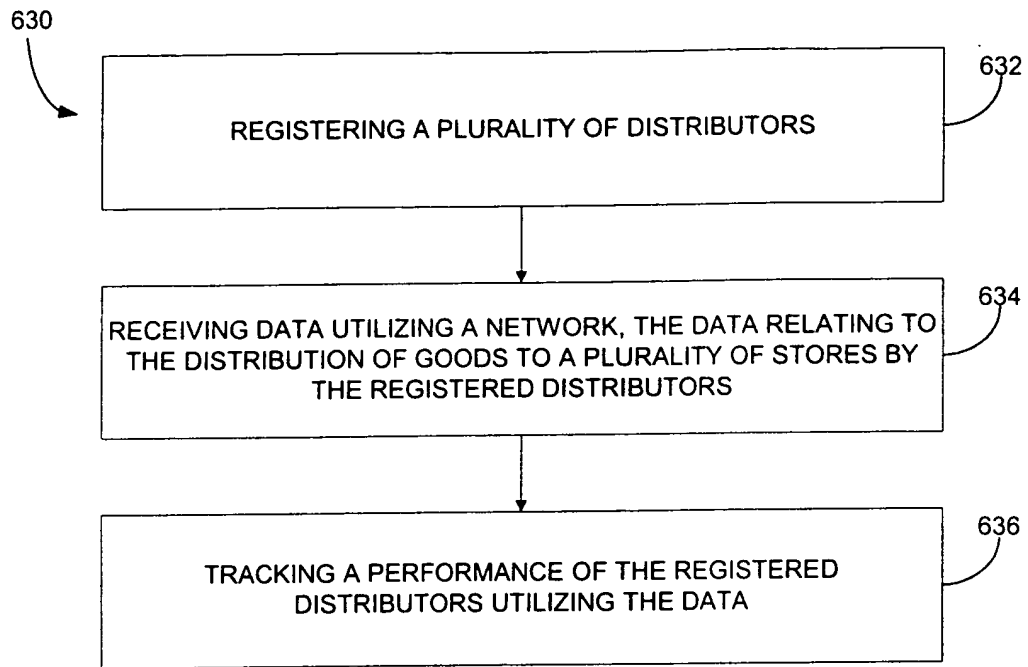 630
632
REGISTERING A PLURALITY OF DISTRIBUTORS
634
RECEIVING DATA UTILIZING A NETWORK, THE DATA RELATING TO
THE DISTRIBUTION OF GOODS TO A PLURALITY OF STORES BY
THE REGISTERED DISTRIBUTORS
636
TRACKING A PERFORMANCE OF THE REGISTERED
DISTRIBUTORS UTILIZING THE DATA